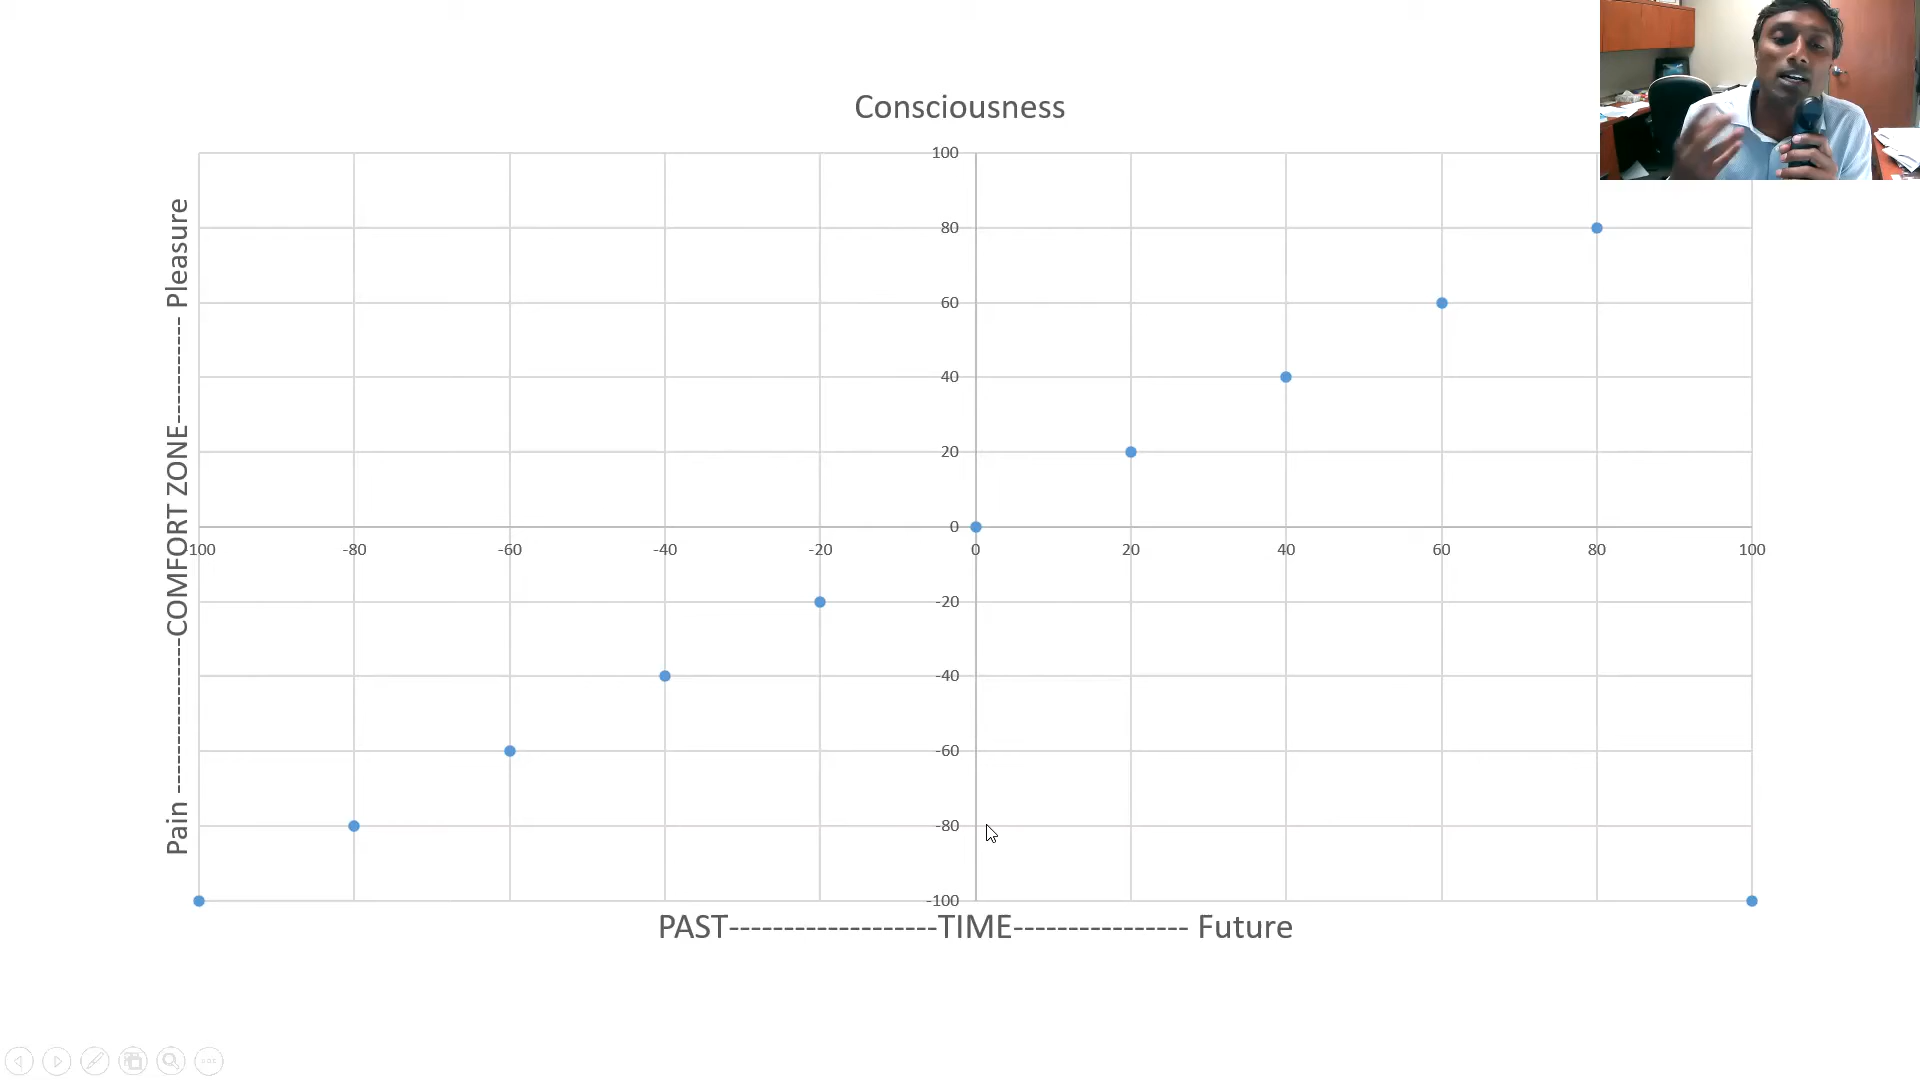 Consciousness
100
80
60
40
20
0
-100 -80 -60 -40 -20 0 20 40 60 80 100
-20
-40
-60
-80
-100
Pain ----------------COMFORT ZONE------------ Pleasure
PAST-------------------TIME---------------- Future